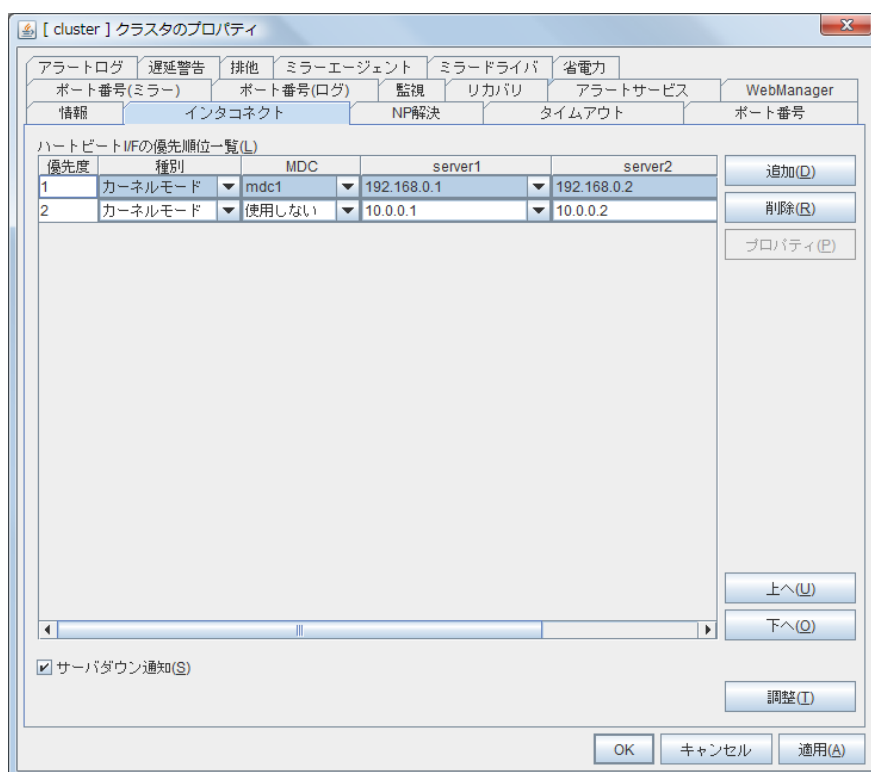 [ cluster ] クラスタのプロパティ
アラートログ 遅延警告 排他 ミラーエージェント ミラードライバ 省電力
ポート番号(ミラー) ポート番号(ログ) 監視 リカバリ アラートサービス WebManager
情報 インタコネクト NP解決 タイムアウト ポート番号
ハートビートI/Fの優先順位一覧(L)
優先度 種別 MDC server1 server2
1 カーネルモード mdc1 192.168.0.1 192.168.0.2
2 カーネルモード 使用しない 10.0.0.1 10.0.0.2
追加(D)
削除(R)
プロパティ(P)
上へ(U)
下へ(O)
サーバダウン通知(S)
調整(T)
OK キャンセル 適用(A)